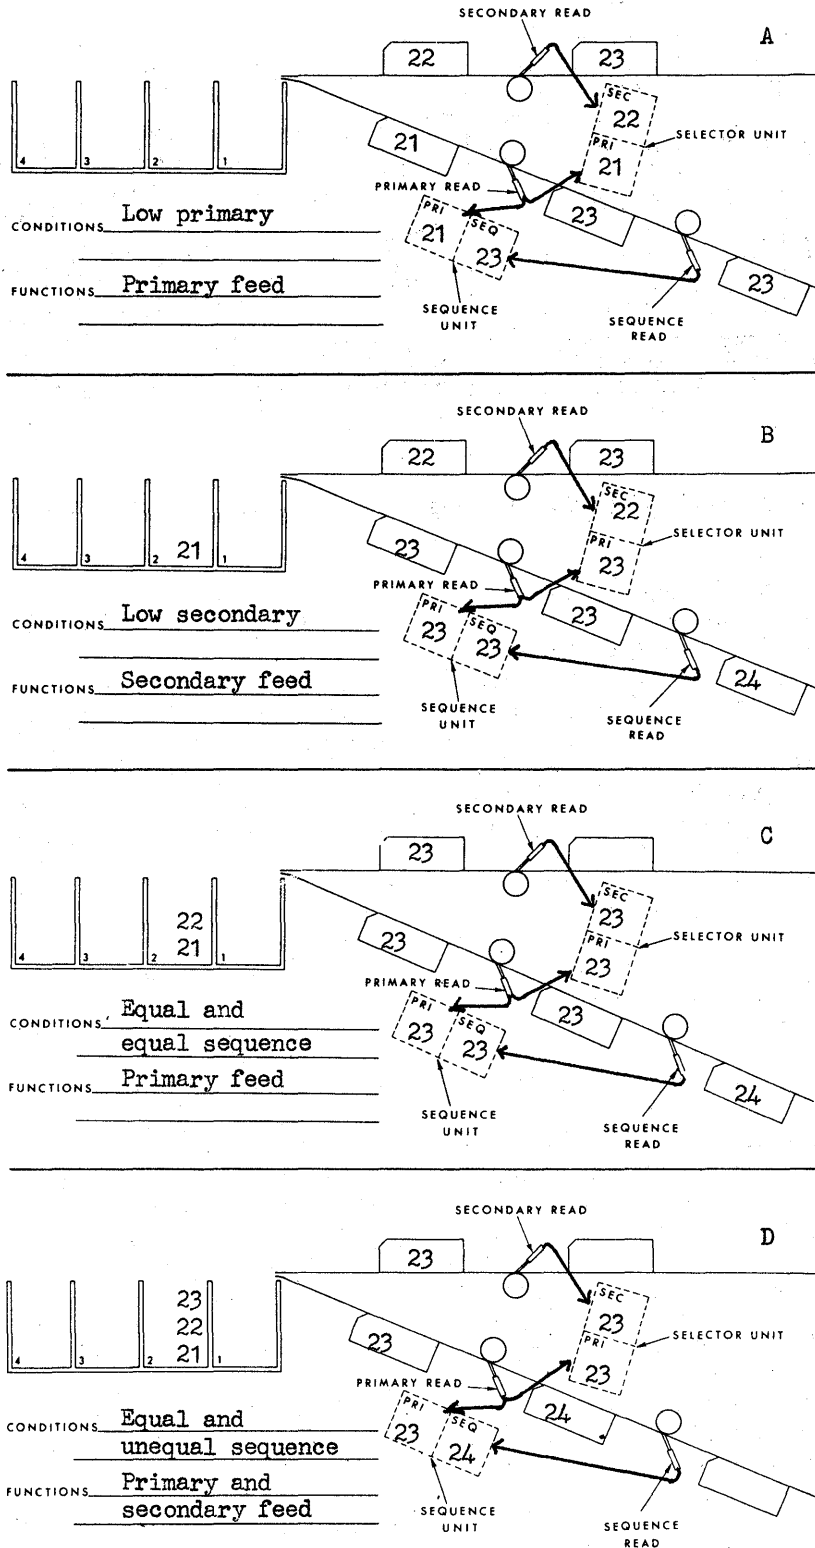 SECONDARY READ
A
22
23
SEC
22
SELECTOR UNIT
PRI
21
21
PRIMARY READ
4 3 2 1
23
PRI
21
SEQ
23
CONDITIONS Low primary
23
FUNCTIONS Primary feed
SEQUENCE
UNIT
SEQUENCE
READ
SECONDARY READ
B
22
23
SEC
22
SELECTOR UNIT
PRI
23
23
4 3 2 21 1
PRIMARY READ
23
PRI
23
SEQ
23
CONDITIONS Low secondary
24
FUNCTIONS Secondary feed
SEQUENCE
UNIT
SEQUENCE
READ
SECONDARY READ
C
23
SEC
23
SELECTOR UNIT
PRI
23
22
21
4 3 2 1
23
PRIMARY READ
23
PRI
23
SEQ
23
CONDITIONS Equal and
equal sequence
24
FUNCTIONS Primary feed
SEQUENCE
UNIT
SEQUENCE
READ
SECONDARY READ
D
23
SEC
23
SELECTOR UNIT
PRI
23
23
22
21
4 3 2 1
23
PRIMARY READ
24
PRI
23
SEQ
24
CONDITIONS Equal and
unequal sequence
FUNCTIONS Primary and
secondary feed
SEQUENCE
UNIT
SEQUENCE
READ